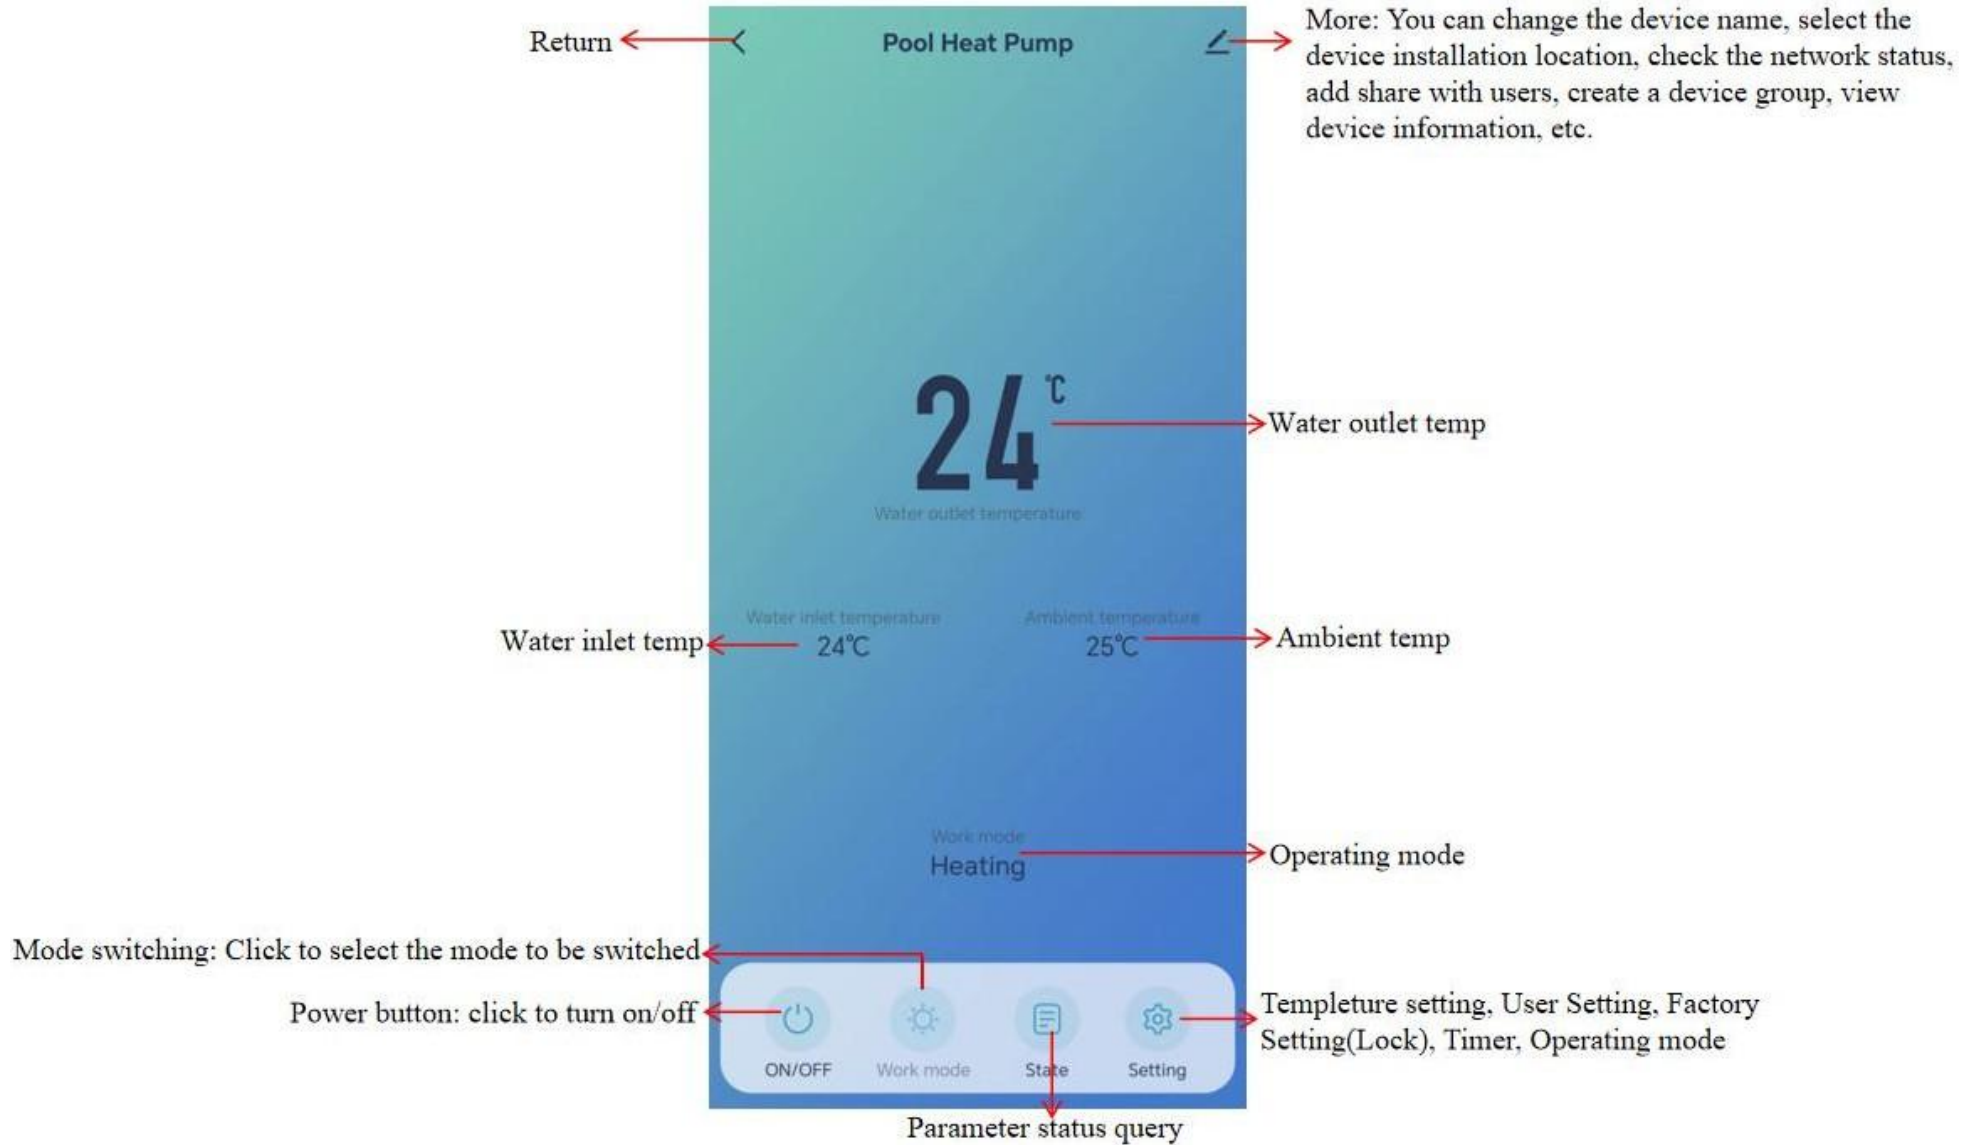 Return
Pool Heat Pump
More: You can change the device name, select the
device installation location, check the network status,
add share with users, create a device group, view
device information, etc.
24℃
Water outlet temp
Water outlet temperature
Water inlet temperature
Ambient temperature
Water inlet temp
24℃
25℃
Ambient temp
Work mode
Heating
Operating mode
Mode switching: Click to select the mode to be switched
Power button: click to turn on/off
Templeture setting, User Setting, Factory
Setting(Lock), Timer, Operating mode
ON/OFF
Work mode
State
Setting
Parameter status query